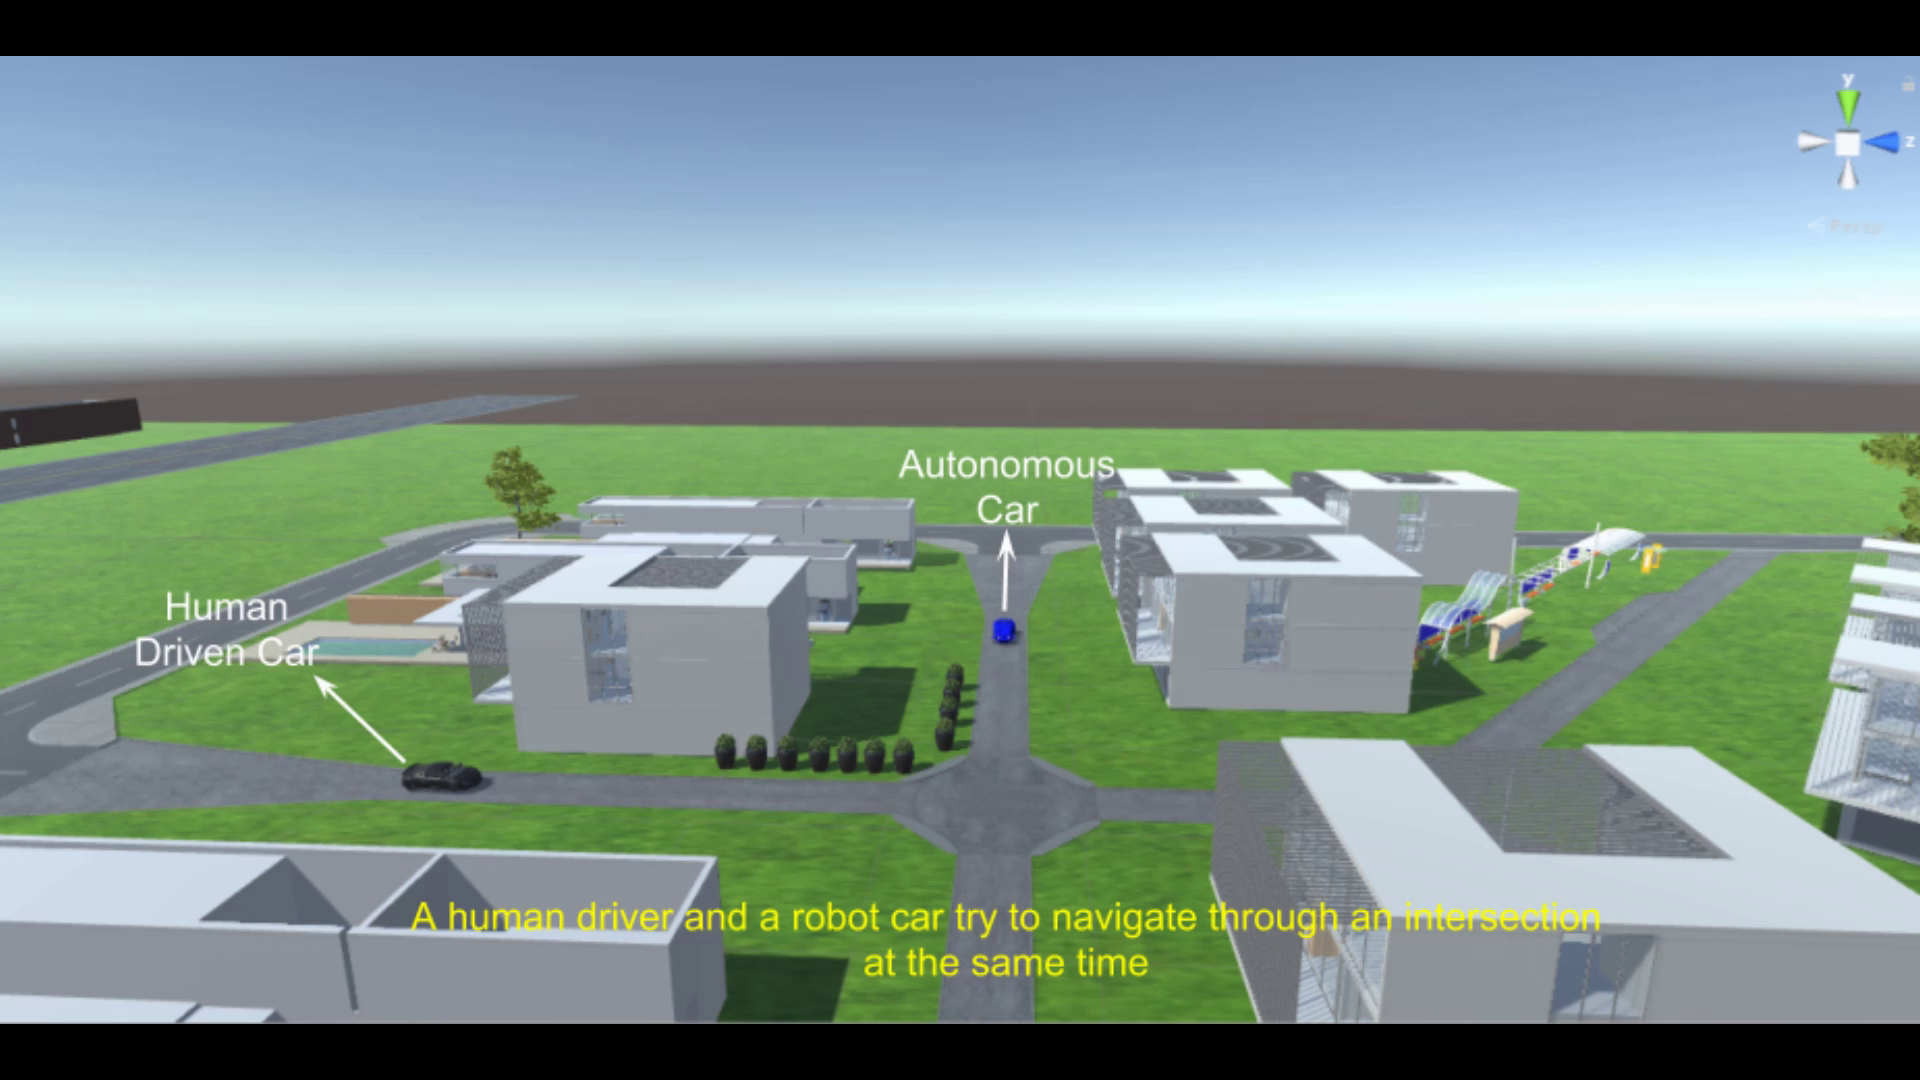 y
z
< Persp
Autonomous
Car
Human
Driven Car
A human driver and a robot car try to navigate through an intersection
at the same time